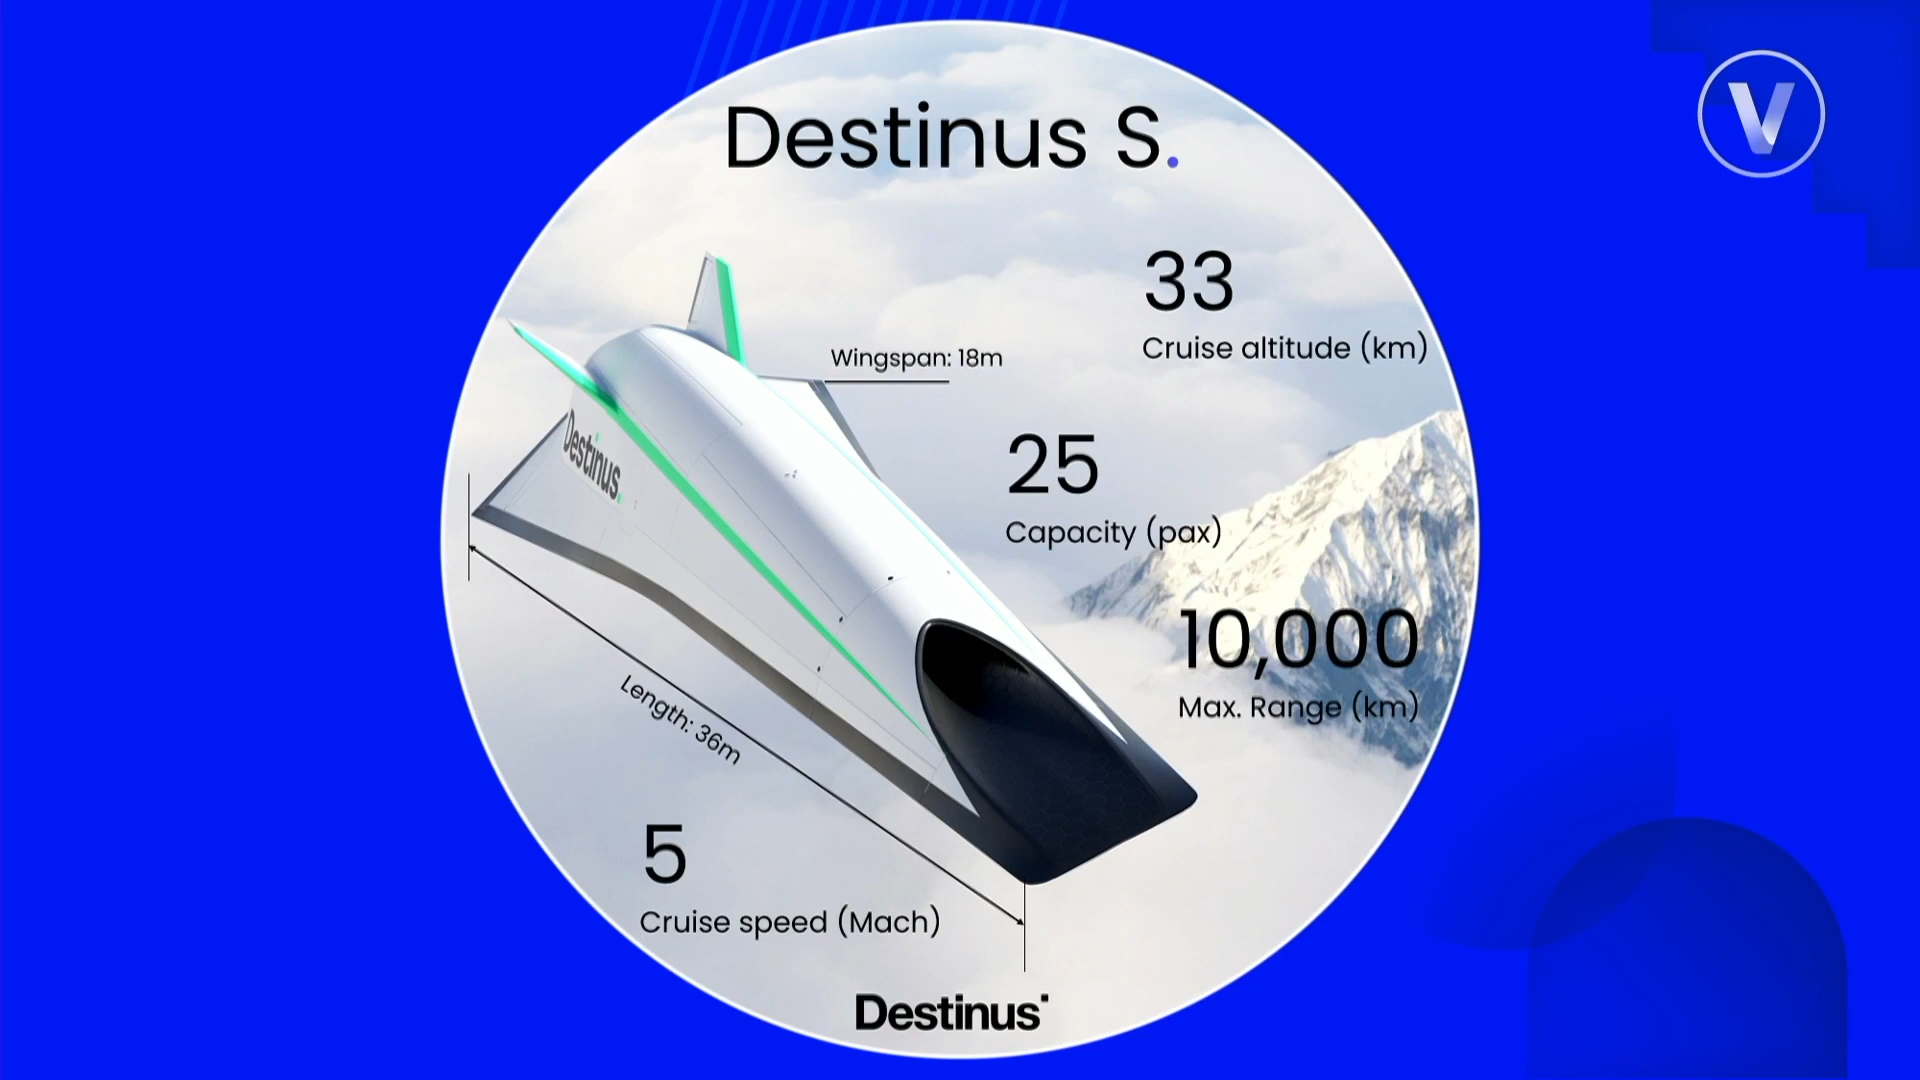 Destinus S.
V
33
Cruise altitude (km)
Wingspan: 18m
Destinus.
25
Capacity (pax)
10,000
Max. Range (km)
Length: 36m
5
Cruise speed (Mach)
Destinus